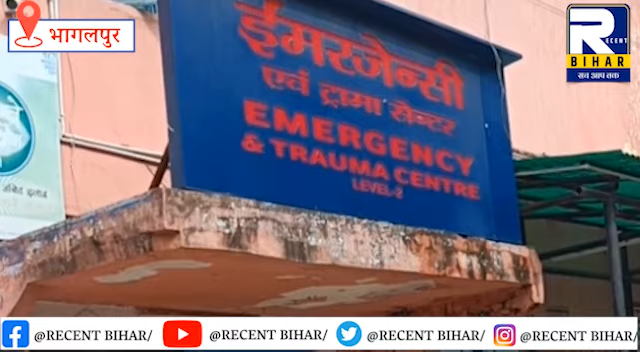 भागलपुर
RECENT
BIHAR
सच आप तक
ईमरजेन्सी
एवं ट्रामा सेन्टर
EMERGENCY
& TRAUMA CENTRE
LEVEL-2
@RECENT BIHAR/ @RECENT BIHAR/ @RECENT BIHAR/ @RECENT BIHAR/